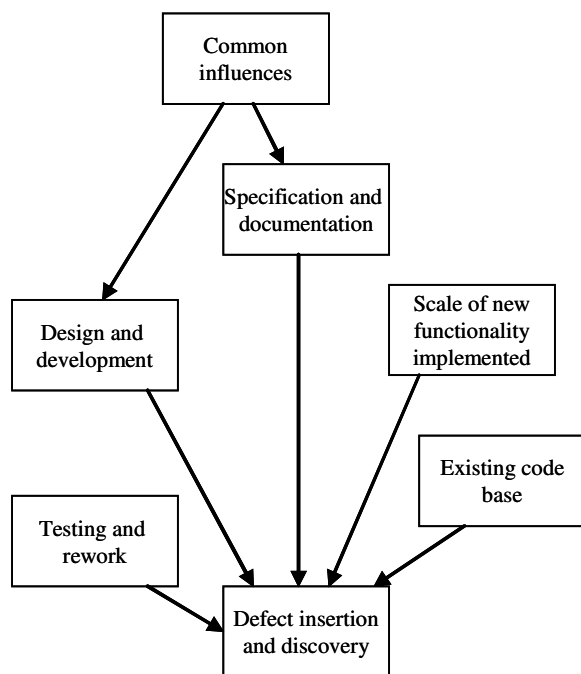 Common
influences
Specification and
documentation
Scale of new
functionality
implemented
Design and
development
Existing code
base
Testing and
rework
Defect insertion
and discovery